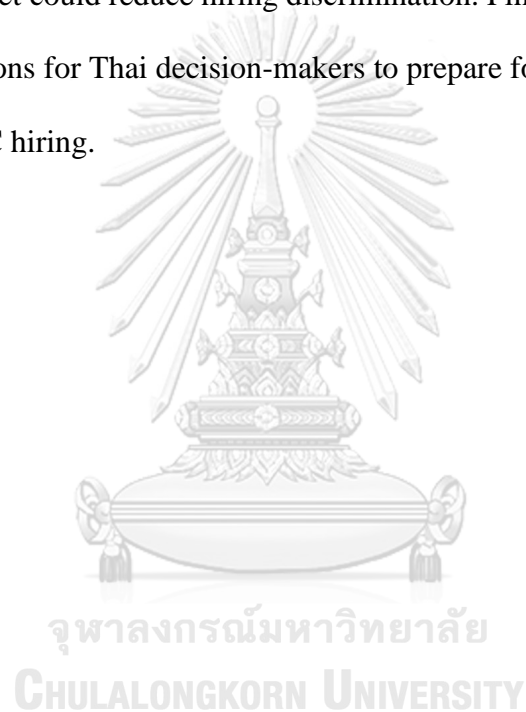 ct could reduce hiring discrimination. Fin
ons for Thai decision-makers to prepare fo
hiring.
จุฬาลงกรณ์มหาวิทยาลัย
CHULALONGKORN UNIVERSITY